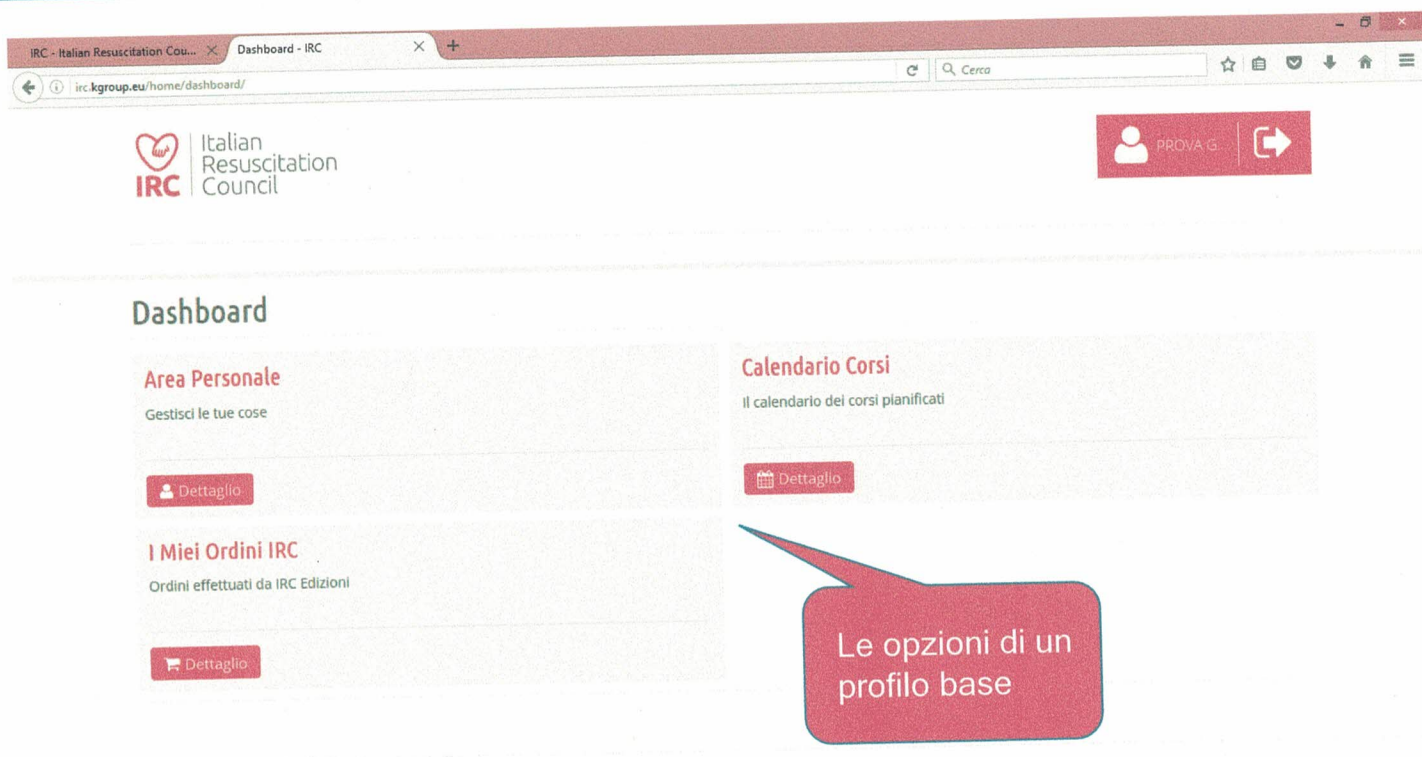 IRC - Italian Resuscitation Cou...
Dashboard - IRC
irc.kgroup.eu/home/dashboard/
Cerca
IRC
Italian
Resuscitation
Council
PROVA G...
Dashboard
Area Personale
Gestisci le tue cose
Dettaglio
Calendario Corsi
Il calendario dei corsi pianificati
Dettaglio
I Miei Ordini IRC
Ordini effettuati da IRC Edizioni
Dettaglio
Le opzioni di un
profilo base